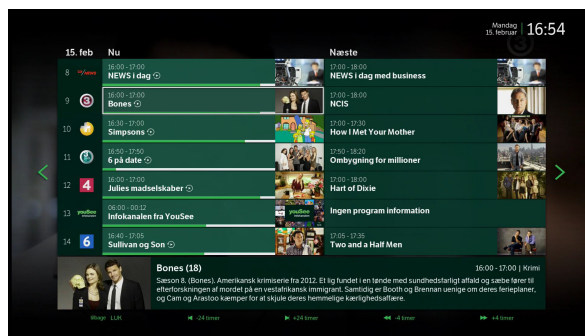 Mandag
15. februar
16:54
15. feb Nu Næste
8 NEWS 16:00 - 17:00 17:00 - 18:00
NEWS i dag NEWS i dag med business
9 3 16:00 - 17:00 17:00 - 18:00
Bones NCIS
10 16:30 - 17:00 17:00 - 17:30
Simpsons How I Met Your Mother
11 16:50 - 17:50 17:50 - 18:20
6 på date Ombygning for millioner
12 4 16:00 - 17:00 17:00 - 18:00
Julies madselskaber Hart of Dixie
13 yousee 06:00 - 00:12
Infokanalen fra YouSee youSee Ingen program information
14 6 16:40 - 17:05 17:05 - 17:35
Sullivan og Son Two and a Half Men
Bones (18) 16:00 - 17:00 | Krimi
Sæson 8. (Bones). Amerikansk krimiserie fra 2012. Et lig fundet i en tønde med sundhedsfarligt affald og sæbe fører til
efterforskningen af mordet på en vestafrikansk immigrant. Samtidig er Booth og Brennan uenige om deres ferieplaner,
og Cam og Arastoo kæmper for at skjule deres hemmelige kærlighedsaffære.
LUK -24 timer +24 timer -4 timer +4 timer